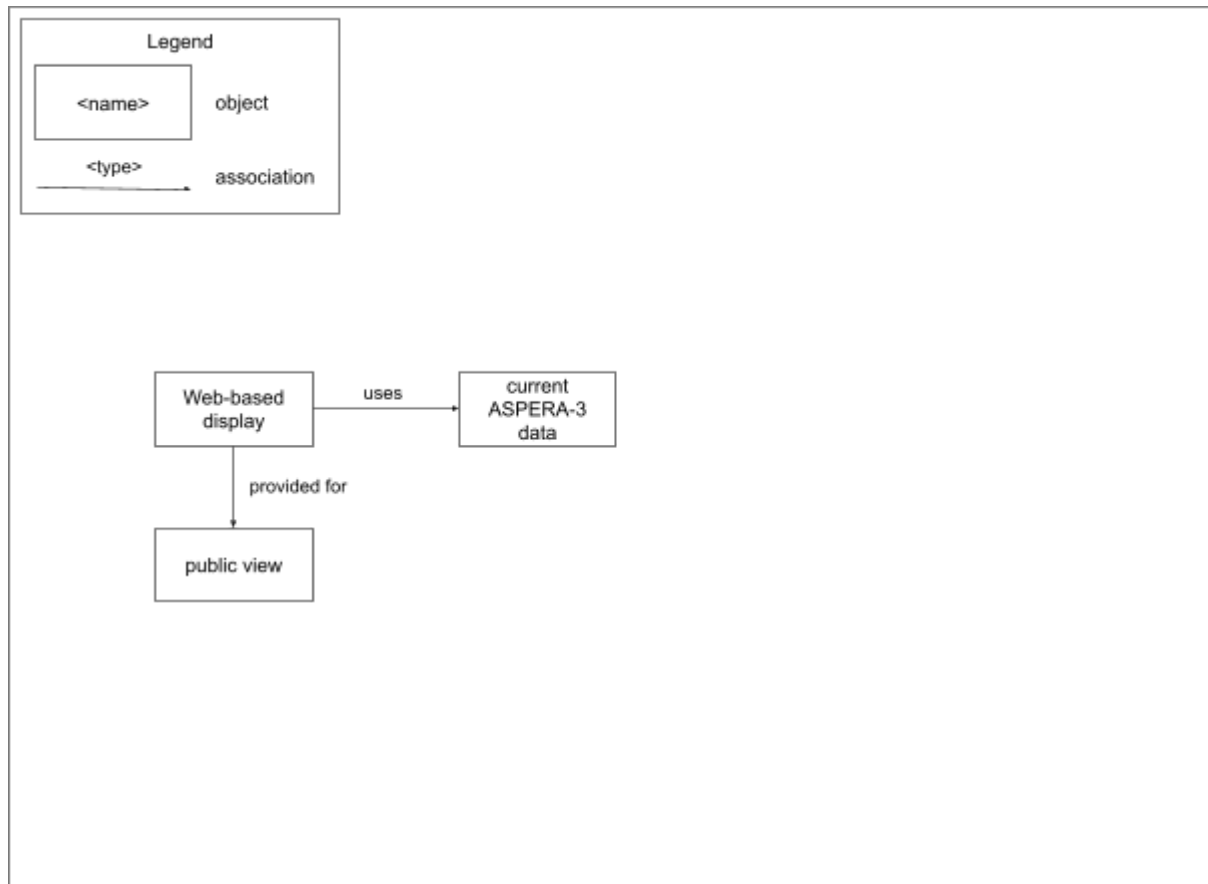 Legend
<name>
object
<type>
association
Web-based
display
uses
current
ASPERA-3
data
provided for
public view